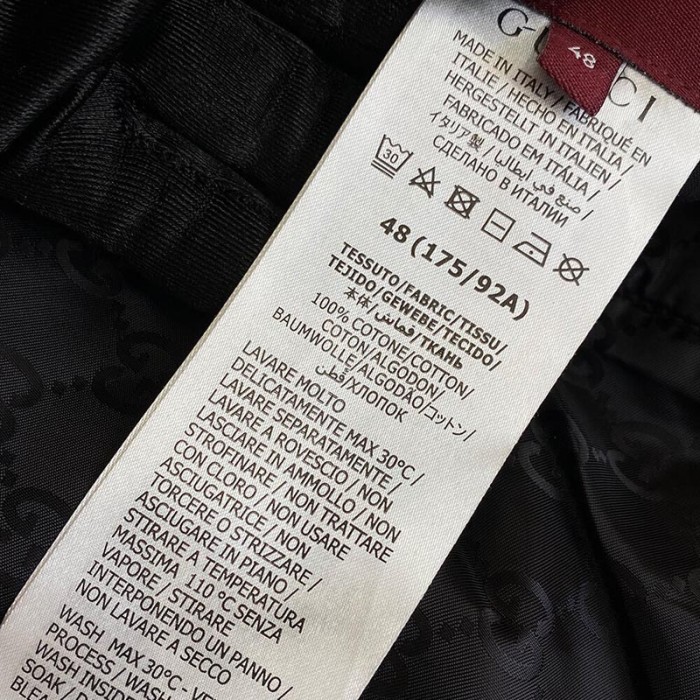 GUCCI
48
MADE IN ITALY / FABRIQUÉ EN
ITALIE / HECHO EN ITALIA /
HERGESTELLT IN ITALIEN /
FABRICADO EM ITÁLIA /
イタリア製 / صنع في ايطاليا /
СДЕЛАНО В ИТАЛИИ
30
48 (175/92A)
TESSUTO/FABRIC/TISSU/
TEJIDO/GEWEBE/TECIDO/
本体/قماش/ТКАНЬ
100% COTONE/COTTON/
COTON/ALGODON/
BAUMWOLLE/ALGODÃO/コットン/
قطن/ХЛОПОК
LAVARE MOLTO
DELICATAMENTE MAX 30°C /
LAVARE SEPARATAMENTE /
LAVARE A ROVESCIO / NON
LASCIARE IN AMMOLLO / NON
STROFINARE / NON TRATTARE
CON CLORO / NON USARE
ASCIUGATRICE / NON
TORCERE O STRIZZARE /
ASCIUGARE IN PIANO /
STIRARE A TEMPERATURA
MASSIMA 110 °C SENZA
VAPORE / STIRARE
INTERPONENDO UN PANNO /
NON LAVARE A SECCO
WASH MAX 30°C - 
PROCESS / WASH
WASH INSIDE
SOAK /